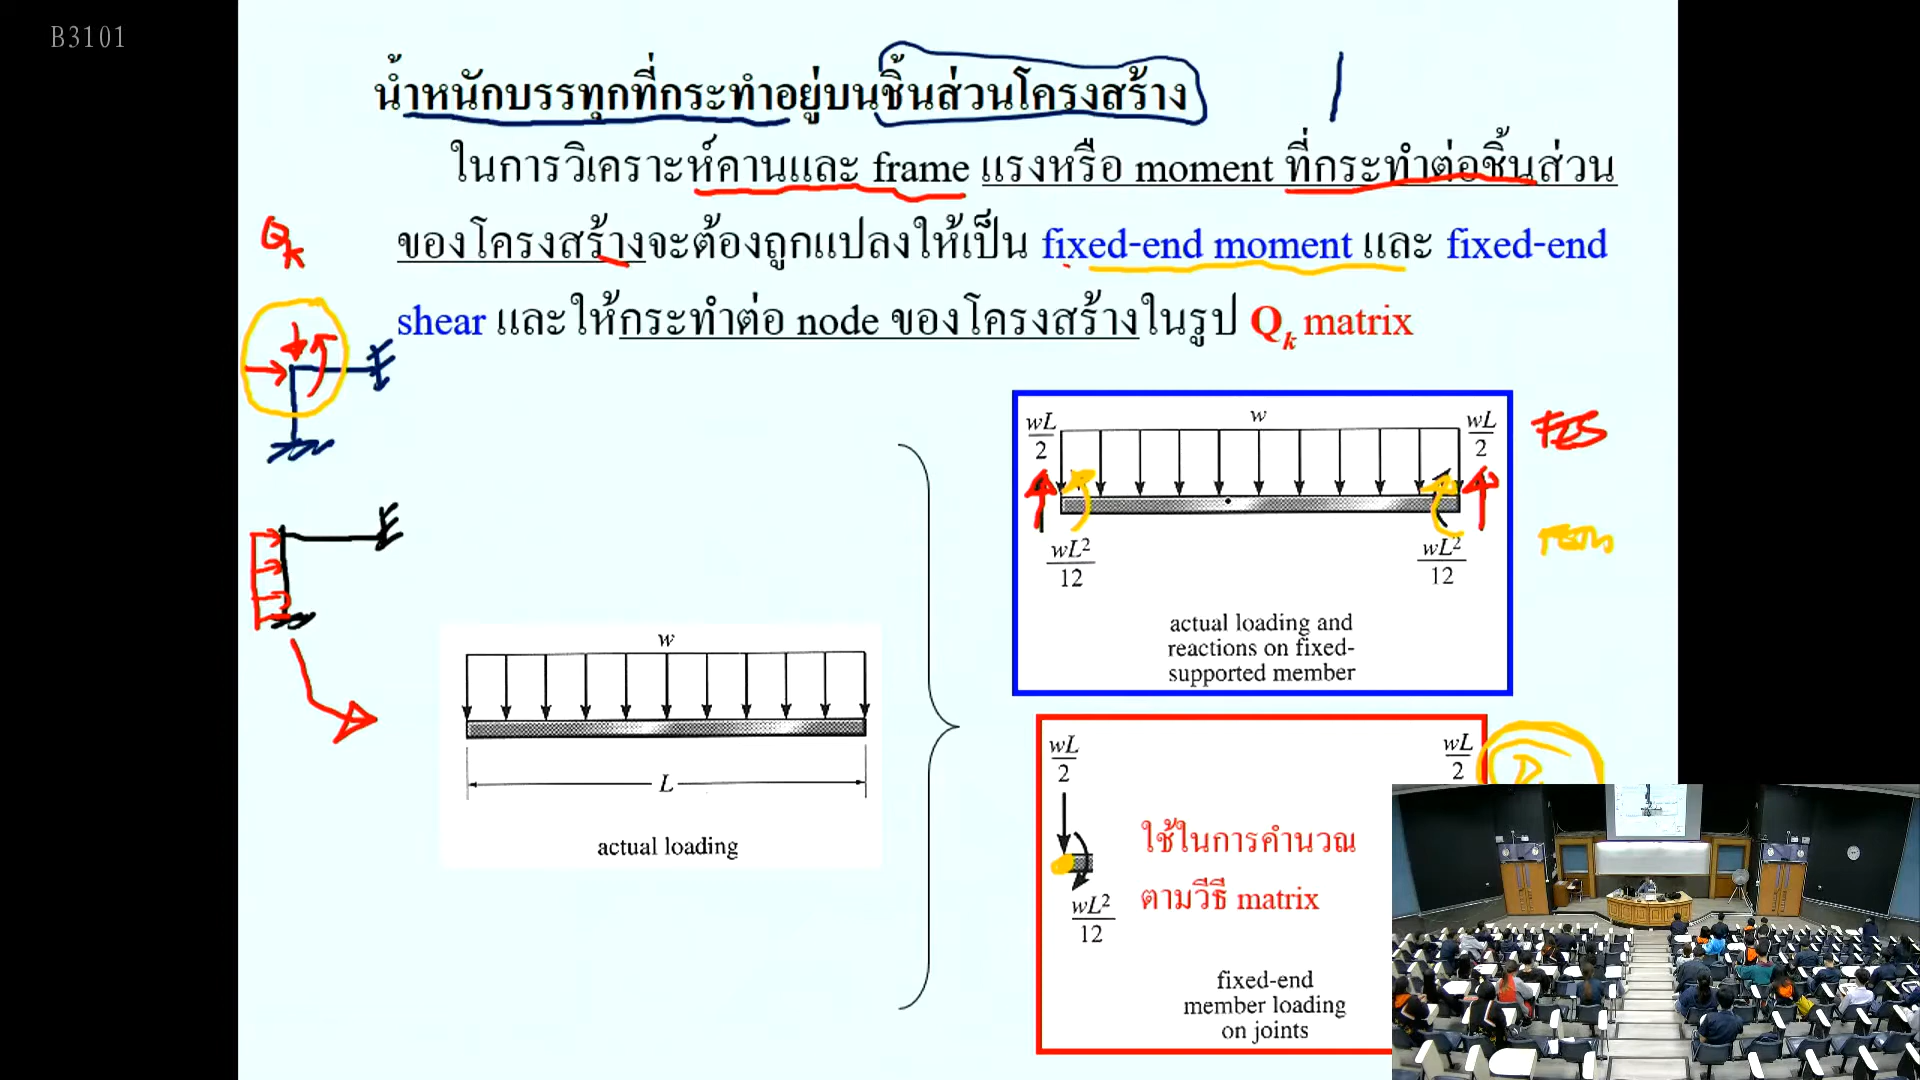 B3101
น้ำหนักบรรทุกที่กระทำอยู่บนชิ้นส่วนโครงสร้าง
ในการวิเคราะห์คานและ frame แรงหรือ moment ที่กระทำต่อชิ้นส่วน
ของโครงสร้างจะต้องถูกแปลงให้เป็น fixed-end moment และ fixed-end
shear และให้กระทำต่อ node ของโครงสร้างในรูป Qk matrix
Qk
w
L
actual loading
wL/2
w
wL/2
FES
wL²/12
wL²/12
FEM
actual loading and
reactions on fixed-
supported member
wL/2
wL/2
ใช้ในการคำนวณ
ตามวีธี matrix
wL²/12
fixed-end
member loading
on joints